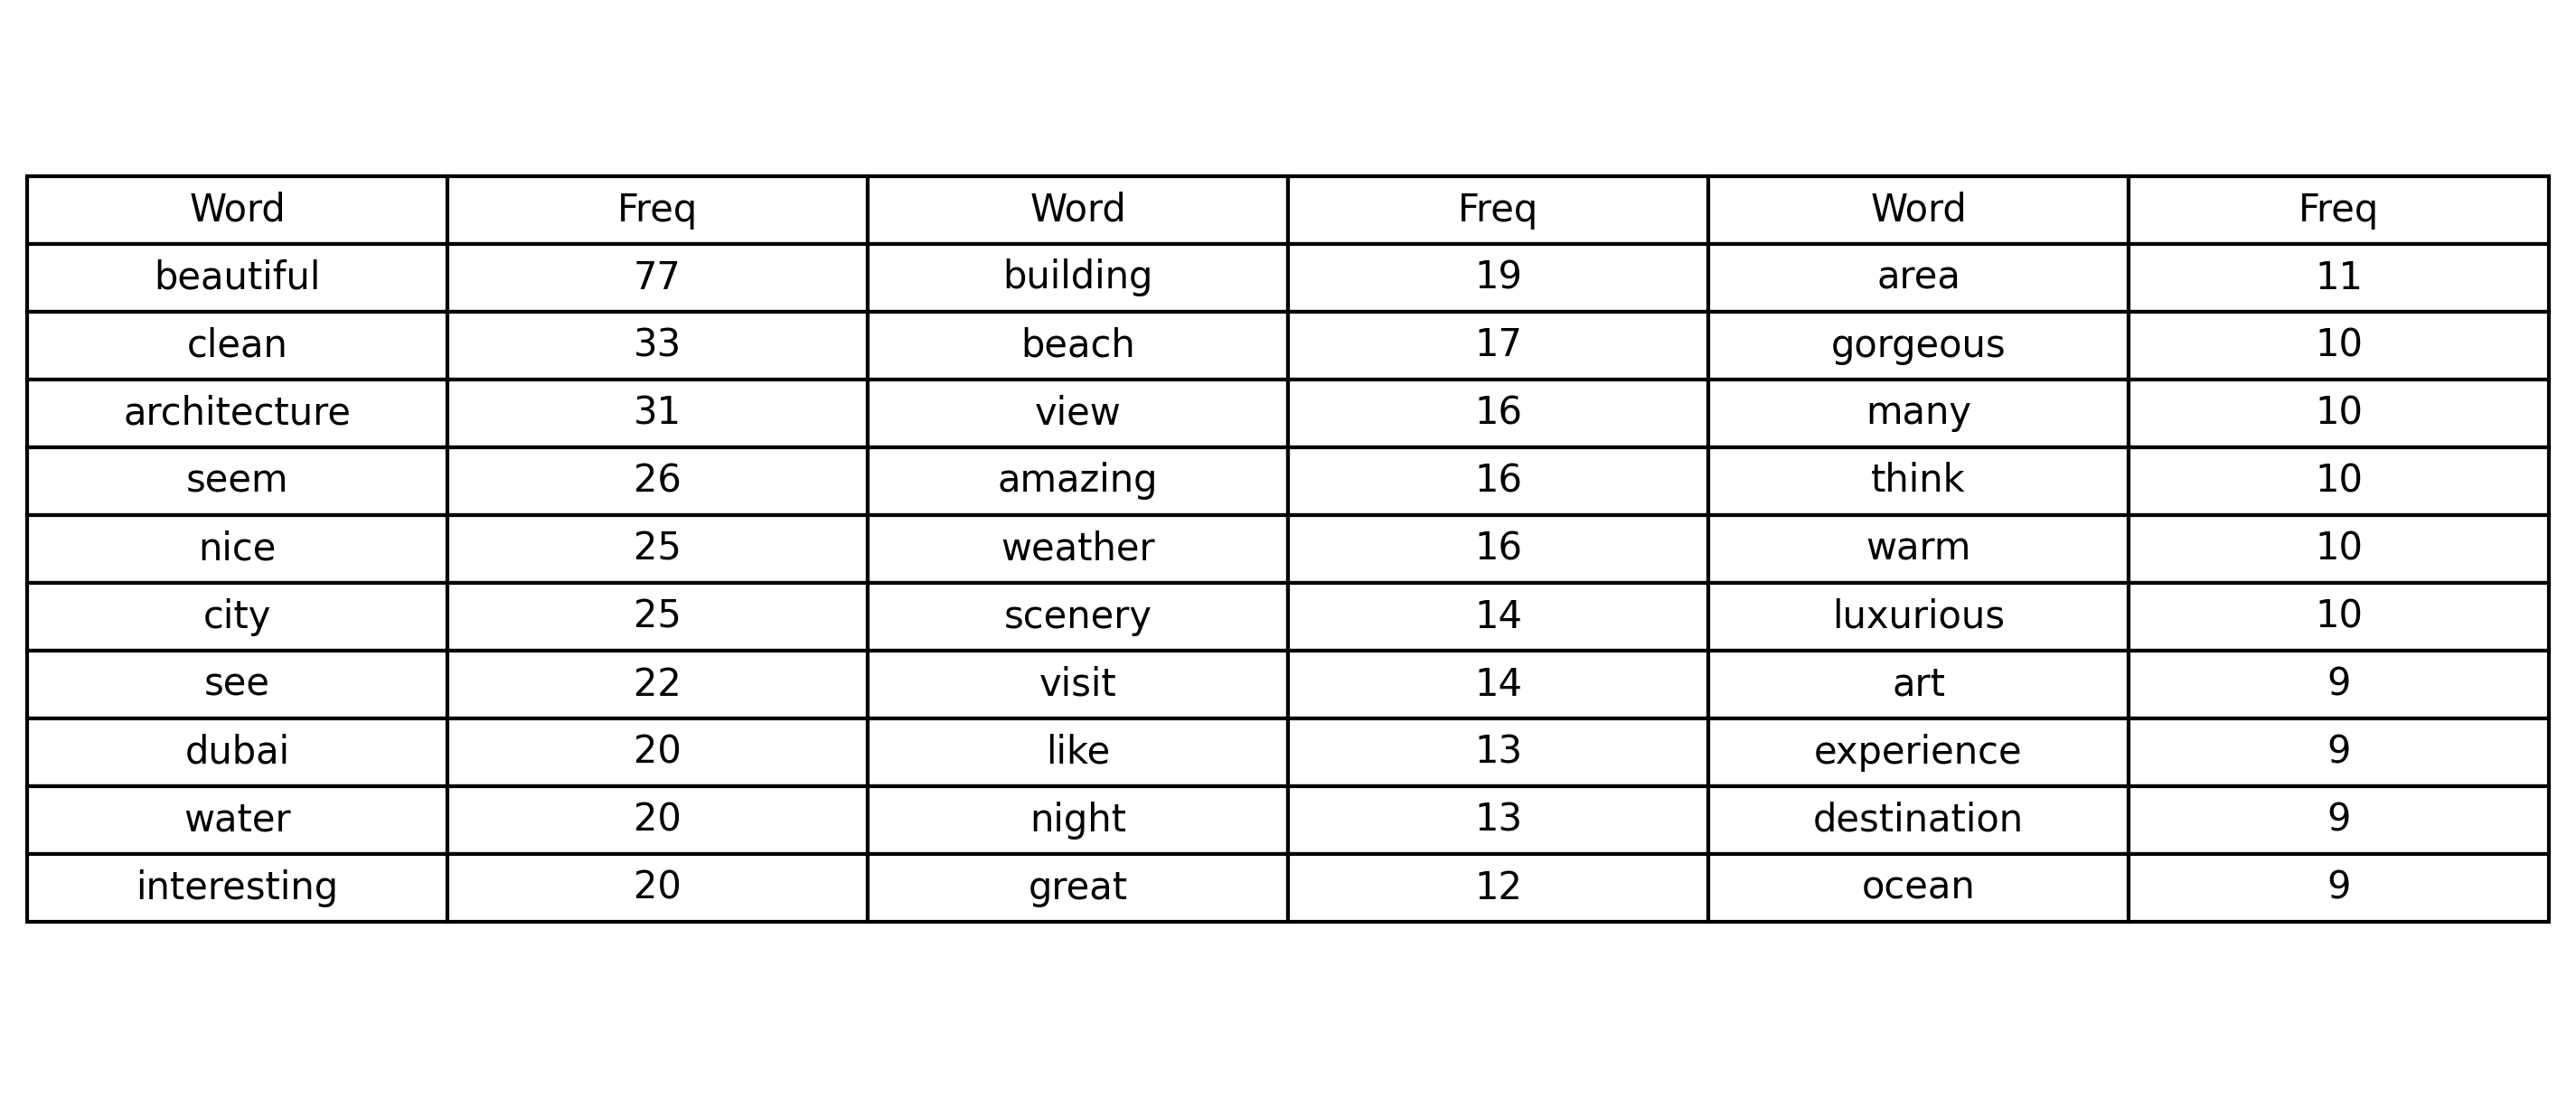 Word Freq Word Freq Word Freq
beautiful 77 building 19 area 11
clean 33 beach 17 gorgeous 10
architecture 31 view 16 many 10
seem 26 amazing 16 think 10
nice 25 weather 16 warm 10
city 25 scenery 14 luxurious 10
see 22 visit 14 art 9
dubai 20 like 13 experience 9
water 20 night 13 destination 9
interesting 20 great 12 ocean 9